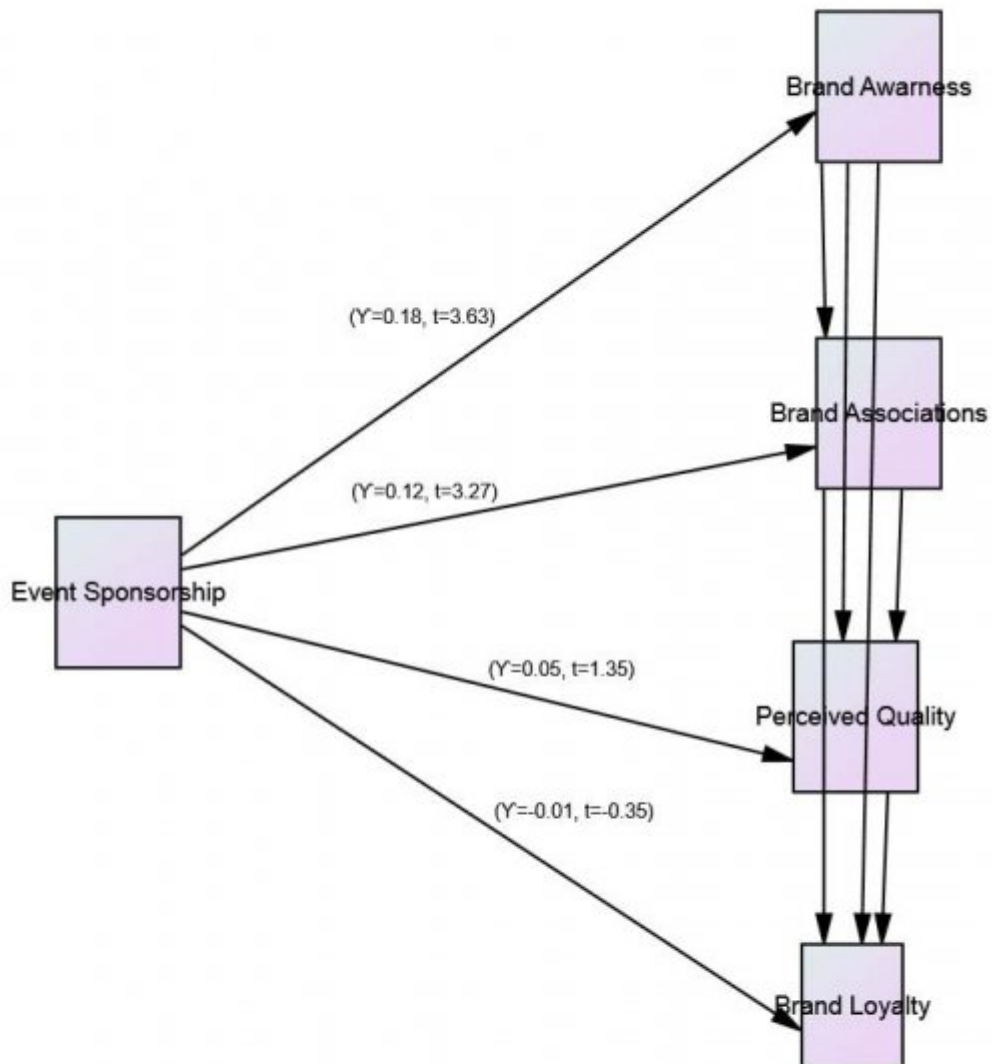 Brand Awarness
(ϒ=0.18, t=3.63)
Brand Associations
(ϒ=0.12, t=3.27)
Event Sponsorship
(ϒ=0.05, t=1.35)
Perceived Quality
(ϒ=-0.01, t=-0.35)
Brand Loyalty